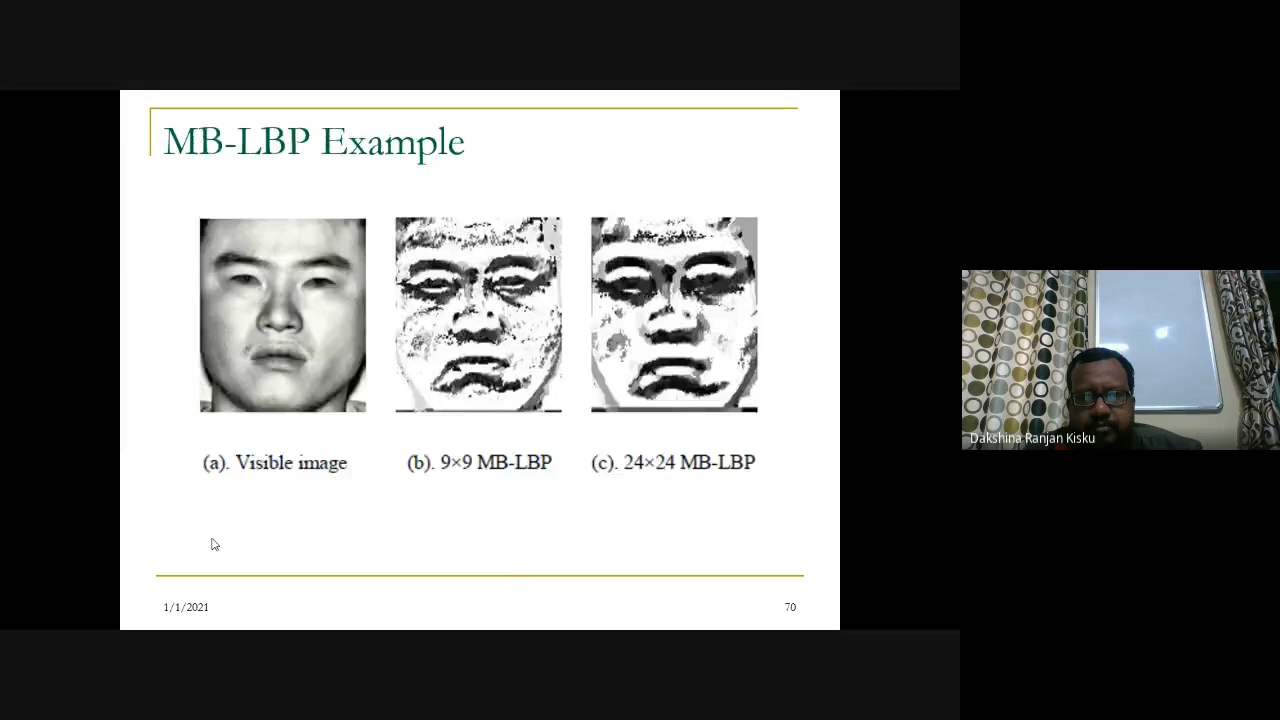 MB-LBP Example
(a). Visible image
(b). 9×9 MB-LBP
(c). 24×24 MB-LBP
1/1/2021
70
Dakshina Ranjan Kisku